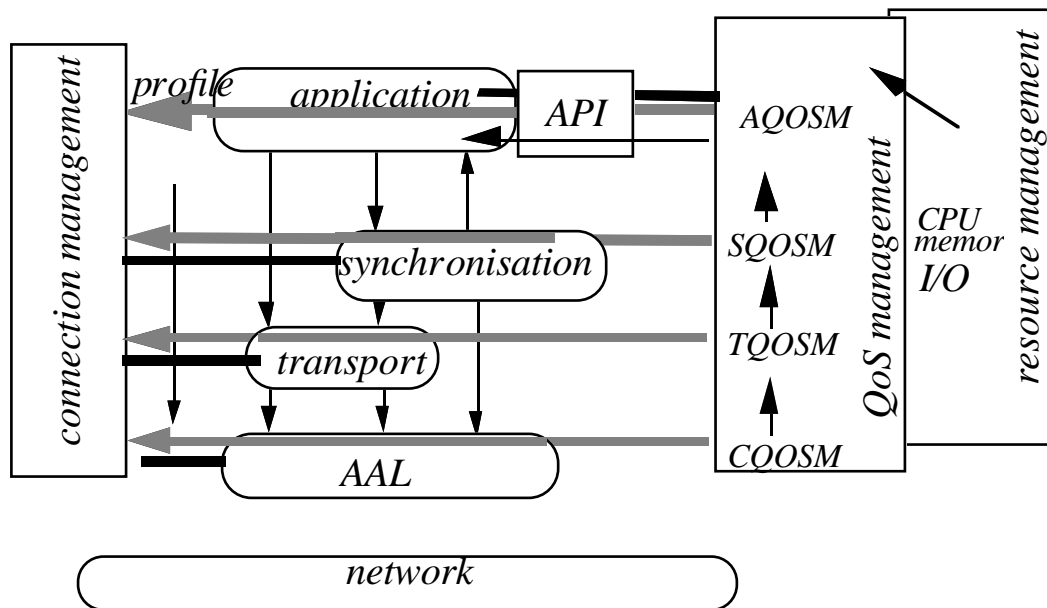 connection management
profile
application
API
AQOSM
synchronisation
SQOSM
transport
TQOSM
AAL
CQOSM
network
QoS management
CPU
memor
I/O
resource management